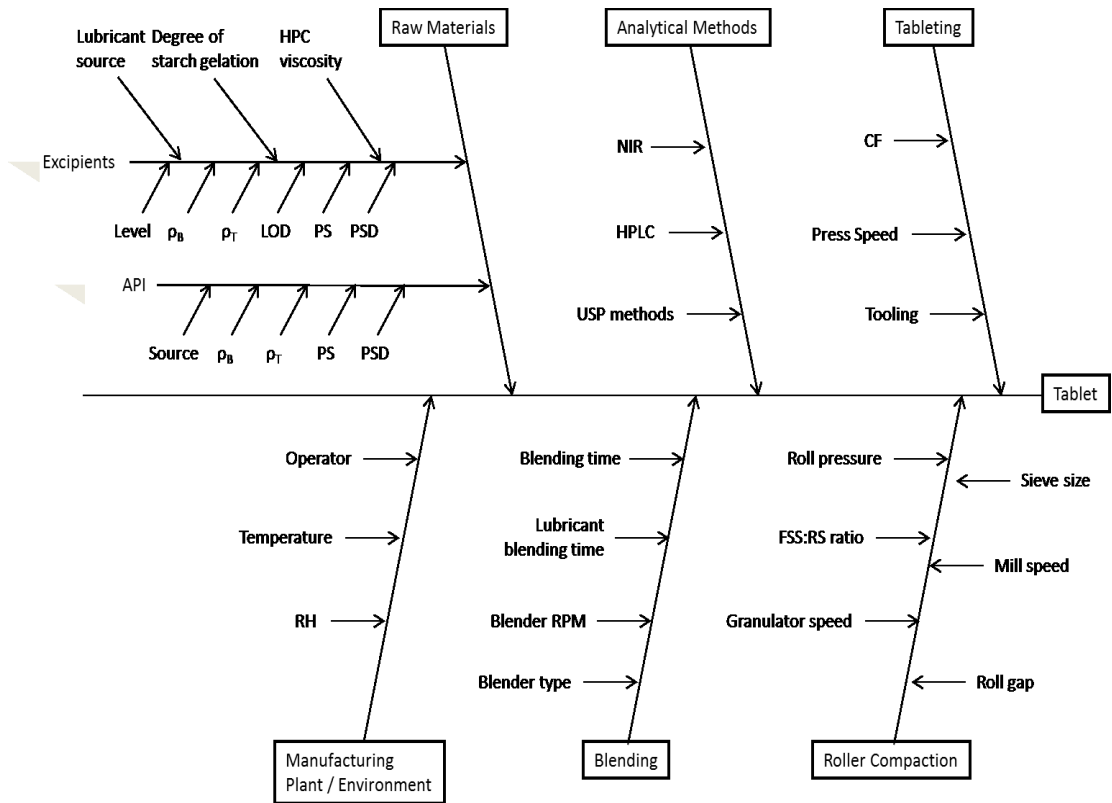 Raw Materials
Analytical Methods
Tableting
Lubricant
source
Degree of
starch gelation
HPC
viscosity
Excipients
Level
ρB
ρT
LOD
PS
PSD
API
Source
ρB
ρT
PS
PSD
NIR
HPLC
USP methods
CF
Press Speed
Tooling
Tablet
Operator
Temperature
RH
Blending time
Lubricant
blending time
Blender RPM
Blender type
Roll pressure
Sieve size
FSS:RS ratio
Mill speed
Granulator speed
Roll gap
Manufacturing
Plant / Environment
Blending
Roller Compaction